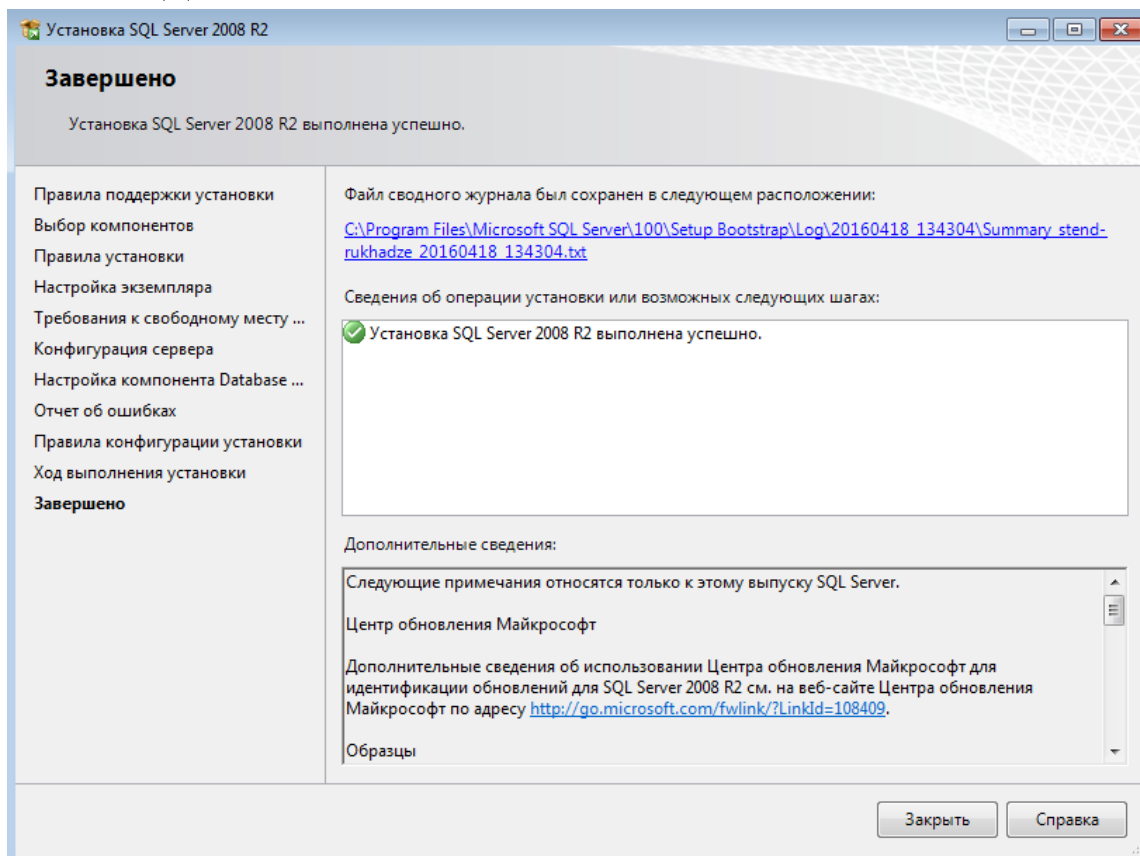 Установка SQL Server 2008 R2
Завершено
Установка SQL Server 2008 R2 выполнена успешно.
Правила поддержки установки
Выбор компонентов
Правила установки
Настройка экземпляра
Требования к свободному месту ...
Конфигурация сервера
Настройка компонента Database ...
Отчет об ошибках
Правила конфигурации установки
Ход выполнения установки
Завершено
Файл сводного журнала был сохранен в следующем расположении:
C:\Program Files\Microsoft SQL Server\100\Setup Bootstrap\Log\20160418_134304\Summary_stend-
rukhadze_20160418_134304.txt
Сведения об операции установки или возможных следующих шагах:
Установка SQL Server 2008 R2 выполнена успешно.
Дополнительные сведения:
Следующие примечания относятся только к этому выпуску SQL Server.
Центр обновления Майкрософт
Дополнительные сведения об использовании Центра обновления Майкрософт для
идентификации обновлений для SQL Server 2008 R2 см. на веб-сайте Центра обновления
Майкрософт по адресу http://go.microsoft.com/fwlink/?LinkId=108409.
Образцы
Закрыть
Справка